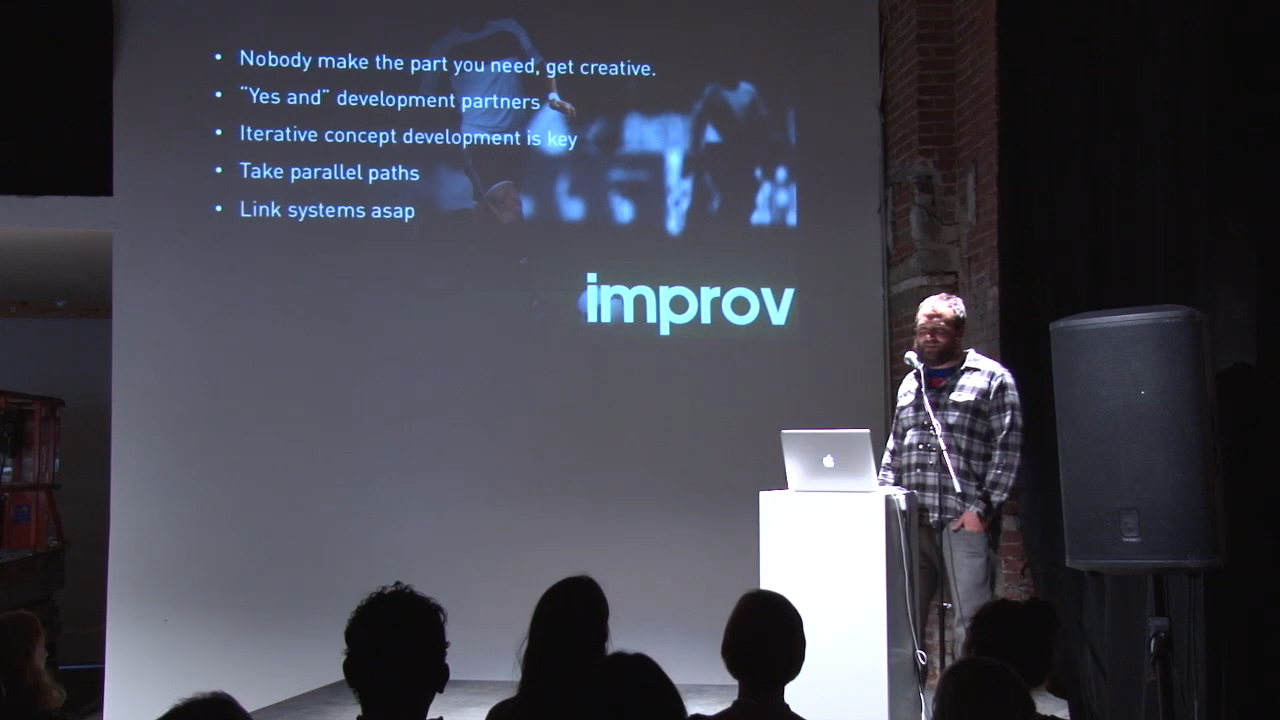 • Nobody make the part you need, get creative.
• "Yes and" development partners
• Iterative concept development is key
• Take parallel paths
• Link systems asap
improv